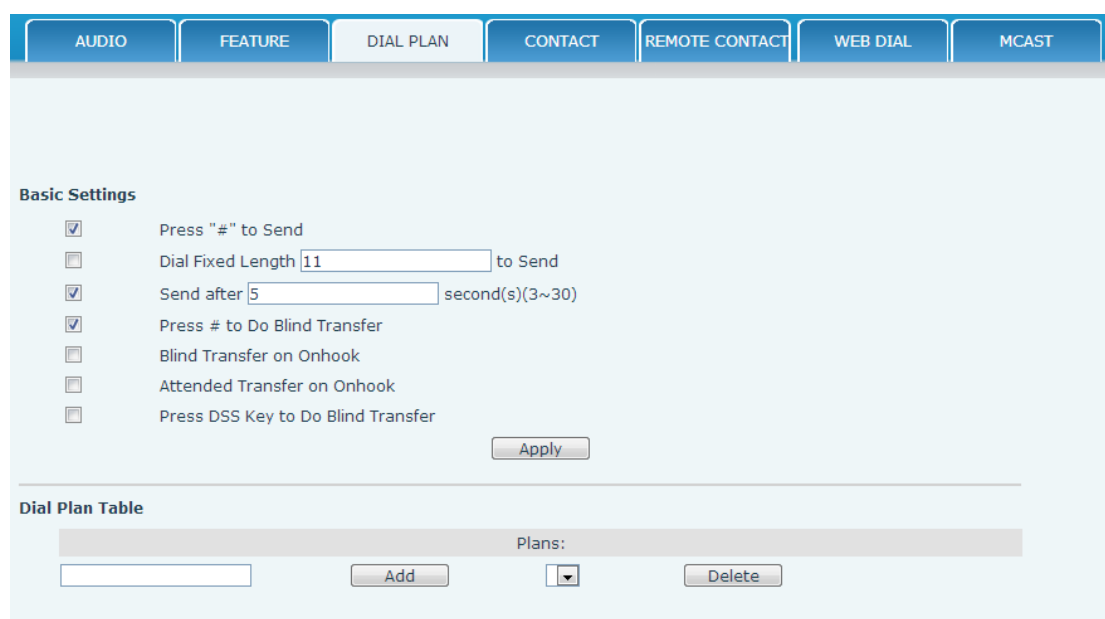 AUDIO FEATURE DIAL PLAN CONTACT REMOTE CONTACT WEB DIAL MCAST
Basic Settings
Press "#" to Send
Dial Fixed Length 11 to Send
Send after 5 second(s)(3~30)
Press # to Do Blind Transfer
Blind Transfer on Onhook
Attended Transfer on Onhook
Press DSS Key to Do Blind Transfer
Apply
Dial Plan Table
Plans:
Add Delete